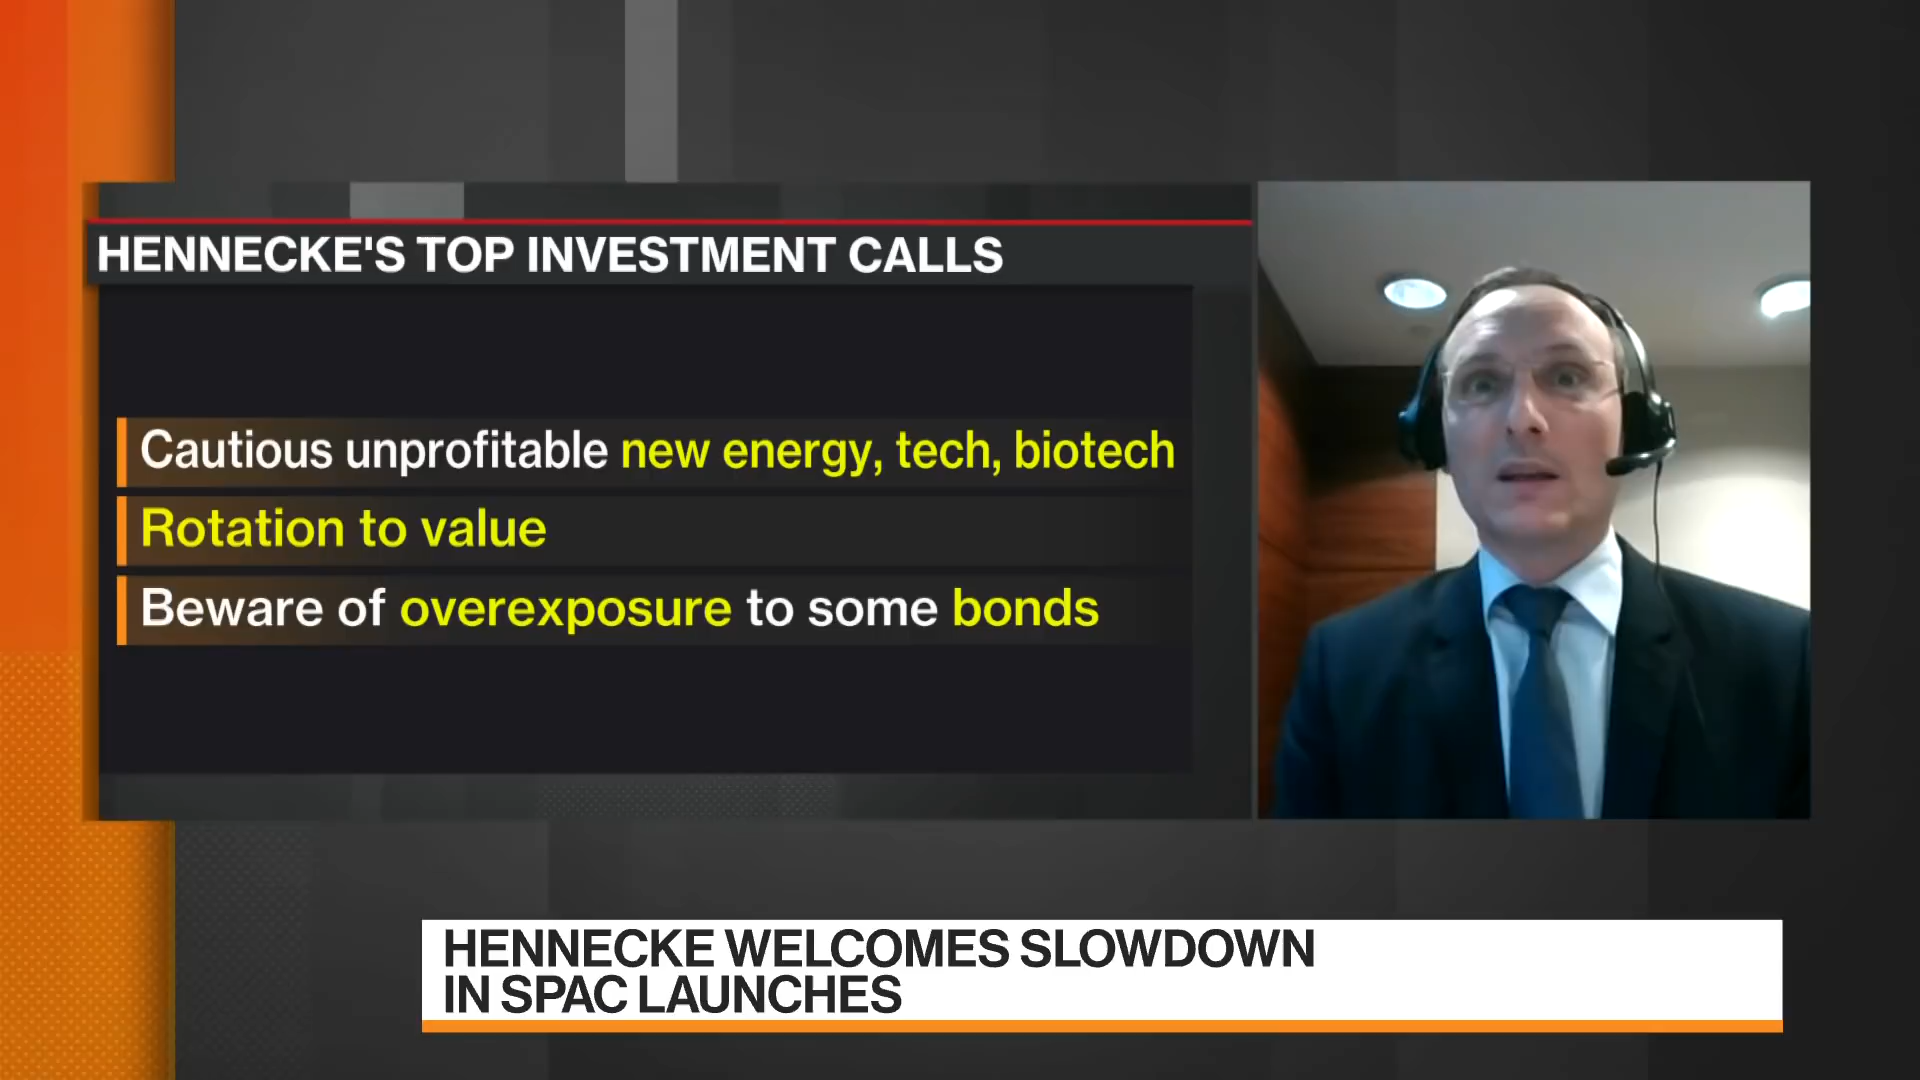 HENNECKE'S TOP INVESTMENT CALLS
Cautious unprofitable new energy, tech, biotech
Rotation to value
Beware of overexposure to some bonds
HENNECKE WELCOMES SLOWDOWN
IN SPAC LAUNCHES